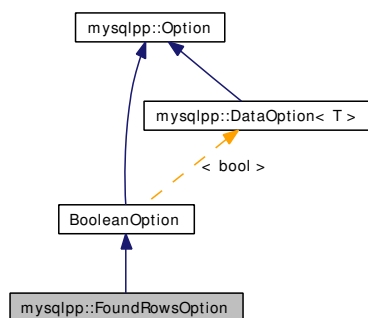 mysqlpp::Option
mysqlpp::DataOption< T >
< bool >
BooleanOption
mysqlpp::FoundRowsOption